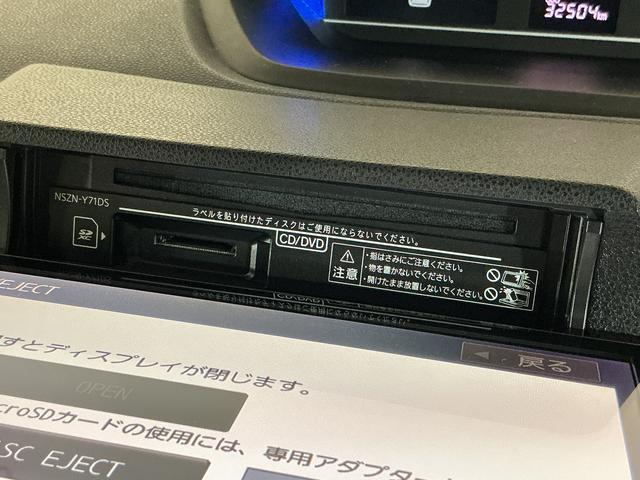 32504km
NSZN-Y71DS
ラベルを貼り付けたディスクはご使用にならないでください。
SD XC
CD/DVD
注意
・指はさみにご注意ください。
・物を置かないでください。
・開けたまま放置しないでください。
EJECT
すとディスプレイが閉じます。
戻る
OPEN
croSDカードの使用には、専用アダプタ
SC EJECT